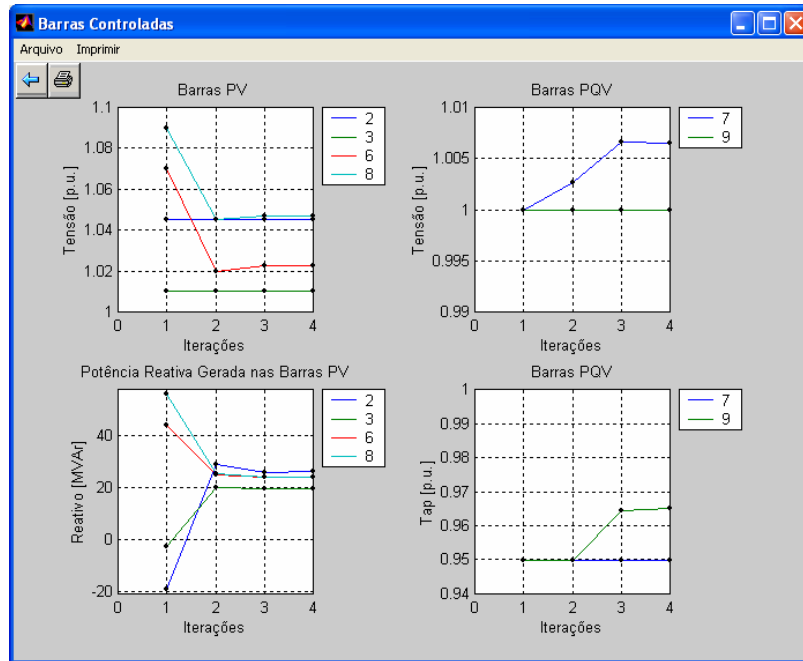 Barras Controladas
Arquivo Imprimir
Barras PV
1.1
1.08
1.06
1.04
1.02
1
Tensão [p.u.]
0 1 2 3 4
Iterações
2
3
6
8
Barras PQV
1.01
1.005
1
0.995
0.99
Tensão [p.u.]
0 1 2 3 4
Iterações
7
9
Potência Reativa Gerada nas Barras PV
40
20
0
-20
Reativo [MVAr]
0 1 2 3 4
Iterações
2
3
6
8
Barras PQV
1
0.99
0.98
0.97
0.96
0.95
0.94
Tap [p.u.]
0 1 2 3 4
Iterações
7
9